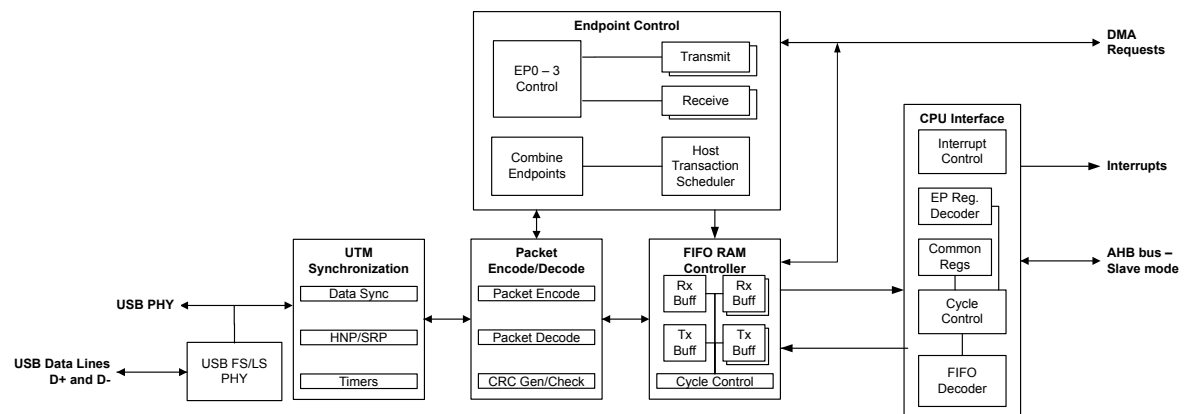 Endpoint Control
EP0 – 3
Control
Transmit
Receive
Combine
Endpoints
Host
Transaction
Scheduler
DMA
Requests
CPU Interface
Interrupt
Control
Interrupts
EP Reg.
Decoder
Common
Regs
AHB bus –
Slave mode
Cycle
Control
FIFO
Decoder
UTM
Synchronization
Data Sync
HNP/SRP
Timers
Packet
Encode/Decode
Packet Encode
Packet Decode
CRC Gen/Check
FIFO RAM
Controller
Rx
Buff
Rx
Buff
Tx
Buff
Tx
Buff
Cycle Control
USB PHY
USB Data Lines
D+ and D-
USB FS/LS
PHY